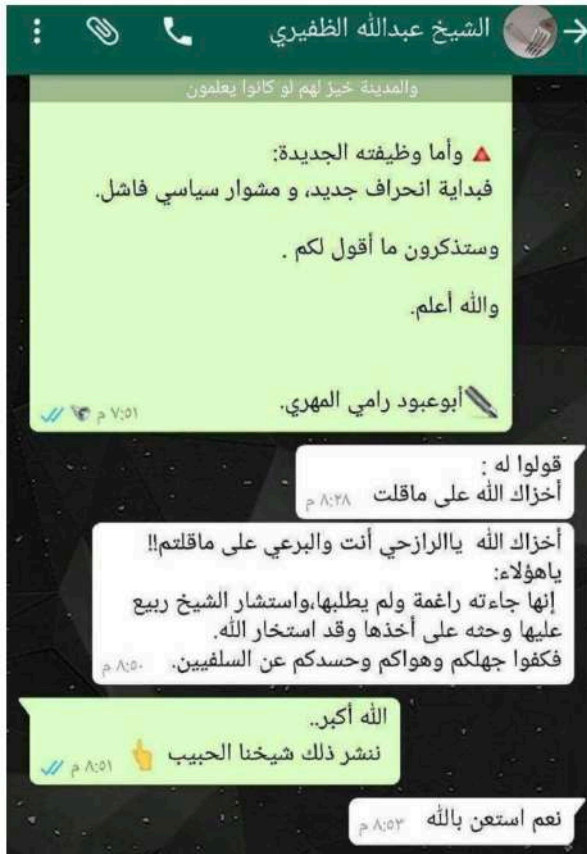 الشيخ عبدالله الظفيري
والمدينة خيرٌ لهم لو كانوا يعلمون
🔺 وأما وظيفته الجديدة:
فبداية انحراف جديد، و مشوار سياسي فاشل.
وستذكرون ما أقول لكم .
والله أعلم.
أبوعبود رامي المهري.
٧:٥١ م
قولوا له :
أخزاك الله على ماقلت
٨:٢٨ م
أخزاك الله ياالرازحي أنت والبرعي على ماقلتم!!
ياهؤلاء:
إنها جاءته راغمة ولم يطلبها،واستشار الشيخ ربيع
عليها وحثه على أخذها وقد استخار الله.
فكفوا جهلكم وهواكم وحسدكم عن السلفيين.
٨:٥٠ م
الله أكبر..
ننشر ذلك شيخنا الحبيب 👆
٨:٥١ م
نعم استعن بالله
٨:٥٣ م